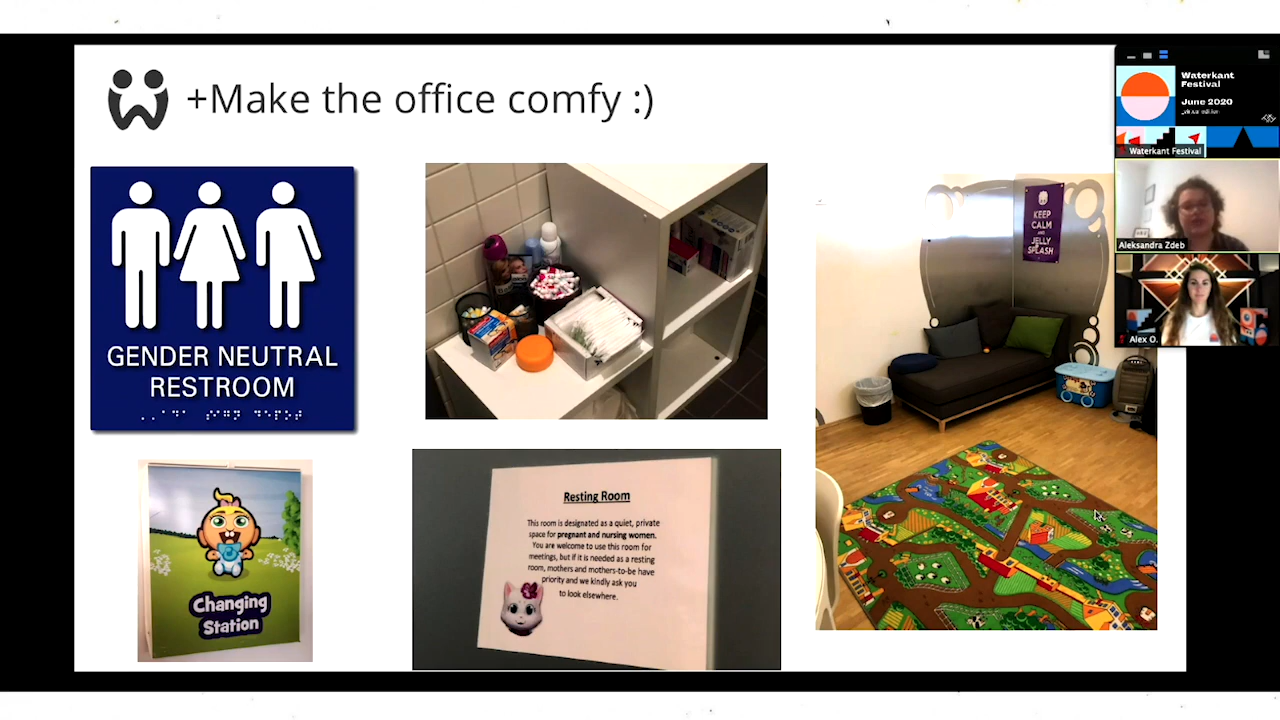 +Make the office comfy :)
GENDER NEUTRAL
RESTROOM
Changing
Station
Resting Room
This room is designated as a quiet, private
space for pregnant and nursing women.
You are welcome to use this room for
meetings, but if it is needed as a resting
room, mothers and mothers-to-be have
priority and we kindly ask you
to look elsewhere.
KEEP
CALM
AND
JELLY
SPLASH
Waterkant
Festival
June 2020
Waterkant Festival
Aleksandra Zdeb
Alex O.